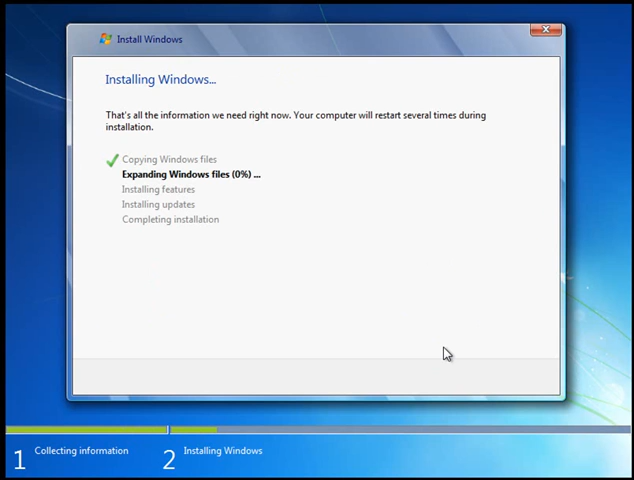 Install Windows
Installing Windows...
That's all the information we need right now. Your computer will restart several times during
installation.
Copying Windows files
Expanding Windows files (0%) ...
Installing features
Installing updates
Completing installation
1 Collecting information 2 Installing Windows